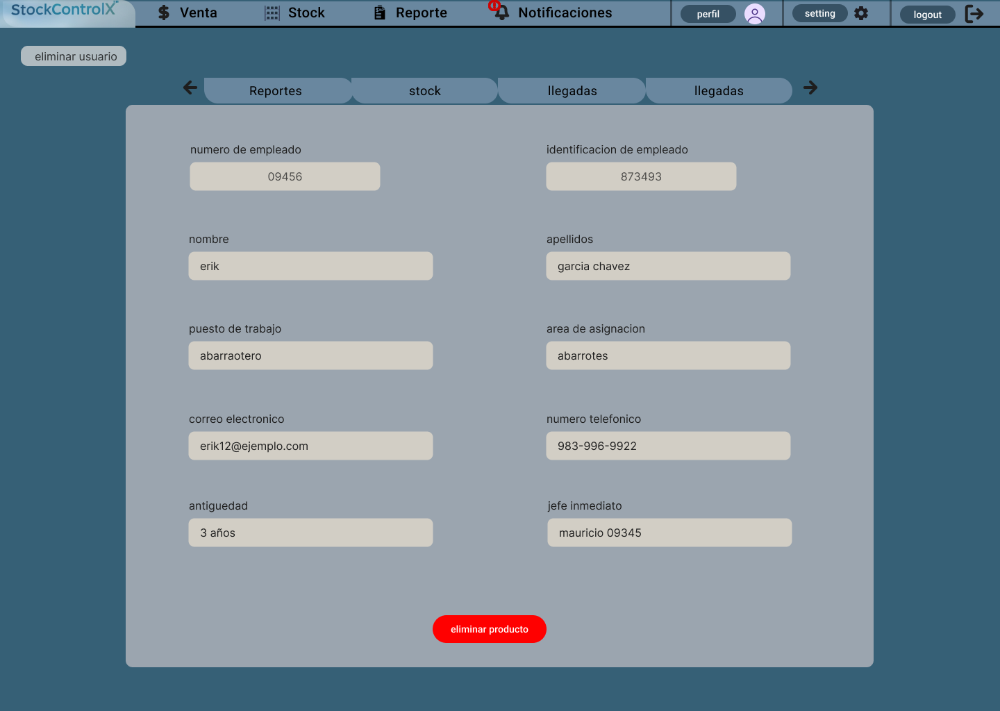 StockControlX
Venta
Stock
Reporte
0
Notificaciones
perfil
setting
logout
eliminar usuario
Reportes
stock
llegadas
llegadas
numero de empleado
identificacion de empleado
09456
873493
nombre
apellidos
erik
garcia chavez
puesto de trabajo
area de asignacion
abarraotero
abarrotes
correo electronico
numero telefonico
erik12@ejemplo.com
983-996-9922
antiguedad
jefe inmediato
3 años
mauricio 09345
eliminar producto